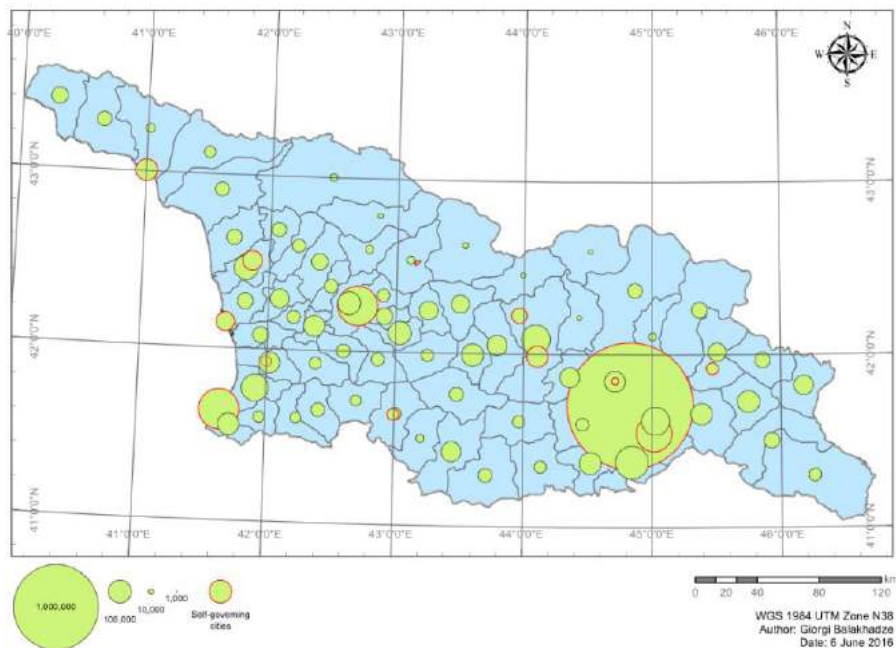 40°0'0"E 41°0'0"E 42°0'0"E 43°0'0"E 44°0'0"E 45°0'0"E 46°0'0"E
N
W E
S
43°0'0"N 43°0'0"N
42°0'0"N 42°0'0"N
41°0'0"N 41°0'0"N
41°0'0"E 42°0'0"E 43°0'0"E 44°0'0"E 45°0'0"E 46°0'0"E
1,000,000
100,000
10,000
1,000
Self-governing
cities
km
0 20 40 80 120
WGS 1984 UTM Zone N38
Author: Giorgi Balakhadze
Date: 6 June 2016